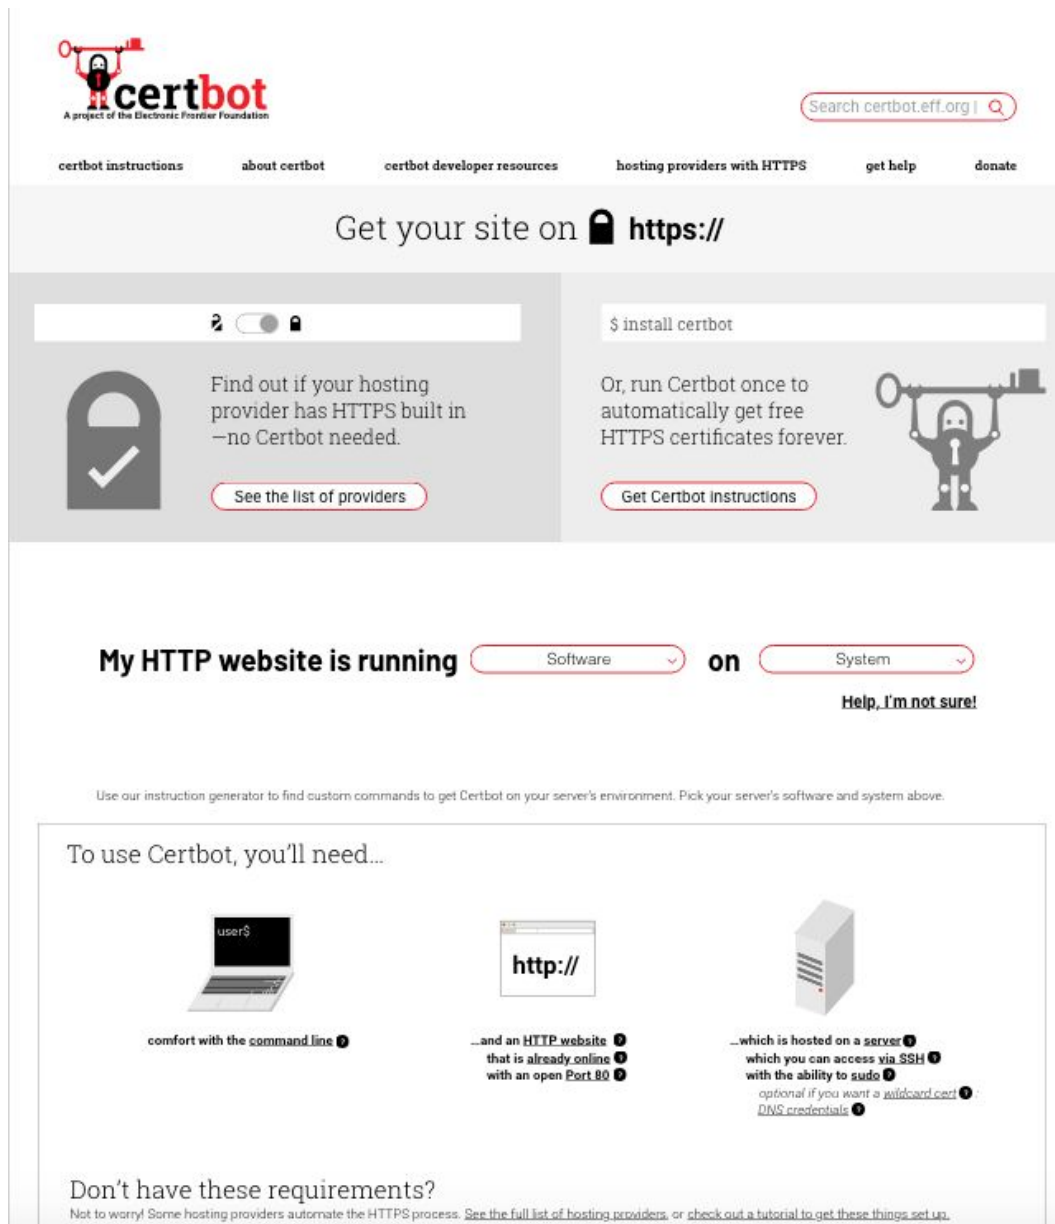 certbot
A project of the Electronic Frontier Foundation
Search certbot.eff.org |
certbot instructions about certbot certbot developer resources hosting providers with HTTPS get help donate
Get your site on https://
$ install certbot
Find out if your hosting
provider has HTTPS built in
—no Certbot needed.
See the list of providers
Or, run Certbot once to
automatically get free
HTTPS certificates forever.
Get Certbot instructions
My HTTP website is running Software on System
Help, I'm not sure!
Use our instruction generator to find custom commands to get Certbot on your server's environment. Pick your server's software and system above.
To use Certbot, you'll need...
user$
comfort with the command line ?
http://
...and an HTTP website ?
that is already online ?
with an open Port 80 ?
...which is hosted on a server ?
which you can access via SSH ?
with the ability to sudo ?
optional if you want a wildcard cert ? :
DNS credentials ?
Don't have these requirements?
Not to worry! Some hosting providers automate the HTTPS process. See the full list of hosting providers, or check out a tutorial to get these things set up.